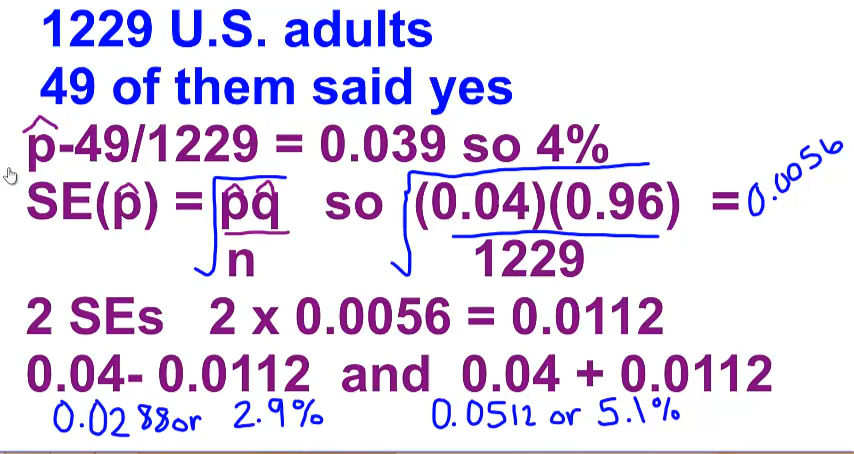 1229 U.S. adults
49 of them said yes
p̂-49/1229 = 0.039 so 4%
SE(p̂) = √p̂q̂/n so √(0.04)(0.96)/1229 = 0.0056
2 SEs 2 x 0.0056 = 0.0112
0.04- 0.0112 and 0.04 + 0.0112
0.0288 or 2.9% 0.0512 or 5.1%